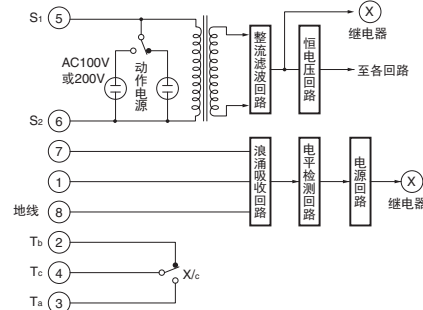 S1 5
X
继电器
AC100V
或200V
动作电源
整流滤波回路
恒电压回路
至各回路
S2 6
7
1
地线 8
浪涌吸收回路
电平检测回路
电源回路
X
继电器
Tb 2
Tc 4
X/c
Ta 3